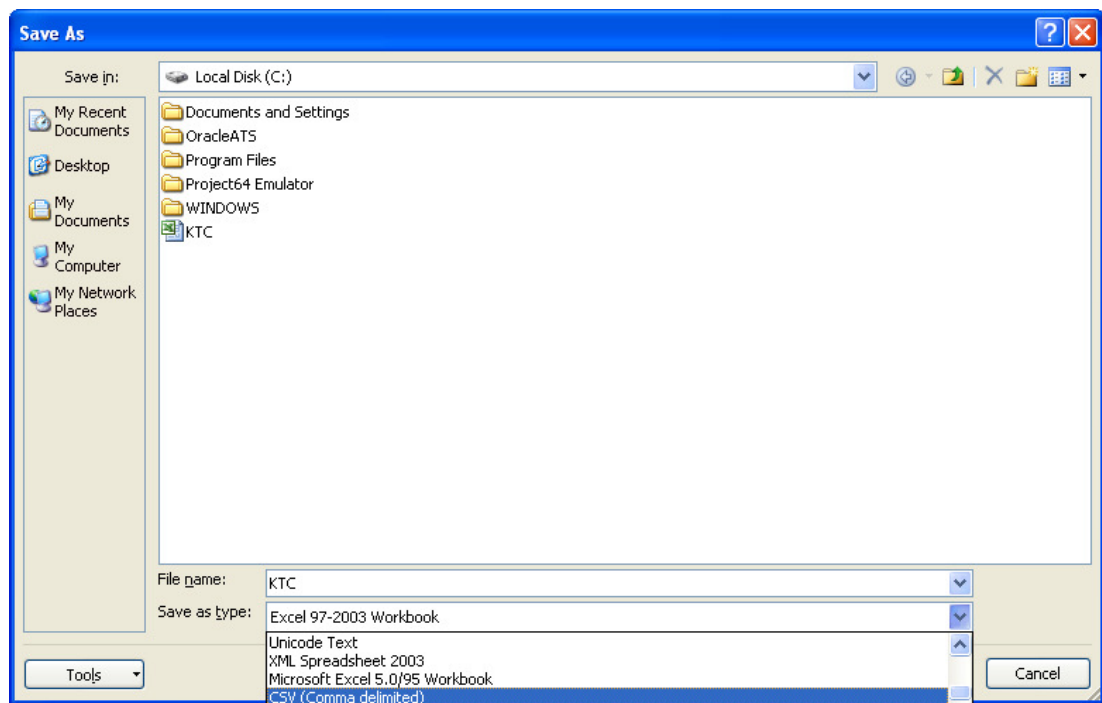 Save As
Save in:
Local Disk (C:)
My Recent
Documents
Desktop
My
Documents
My
Computer
My Network
Places
Documents and Settings
OracleATS
Program Files
Project64 Emulator
WINDOWS
KTC
File name:
KTC
Save as type:
Excel 97-2003 Workbook
Unicode Text
XML Spreadsheet 2003
Microsoft Excel 5.0/95 Workbook
CSV (Comma delimited)
Tools
Cancel